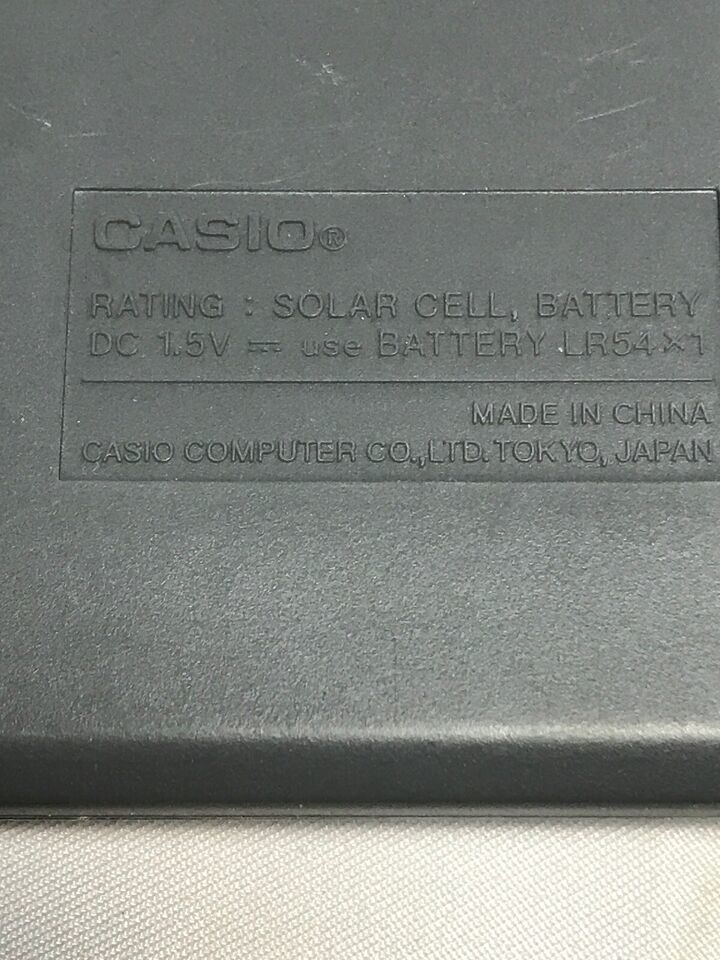 CASIO®
RATING : SOLAR CELL, BATTERY
DC 1.5V ⎓ use BATTERY LR54×1
MADE IN CHINA
CASIO COMPUTER CO.,LTD. TOKYO, JAPAN